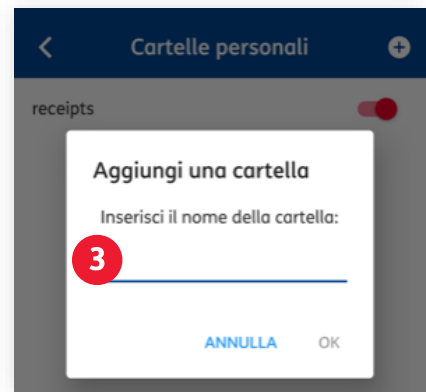 Cartelle personali
receipts
Aggiungi una cartella
Inserisci il nome della cartella:
3
ANNULLA OK